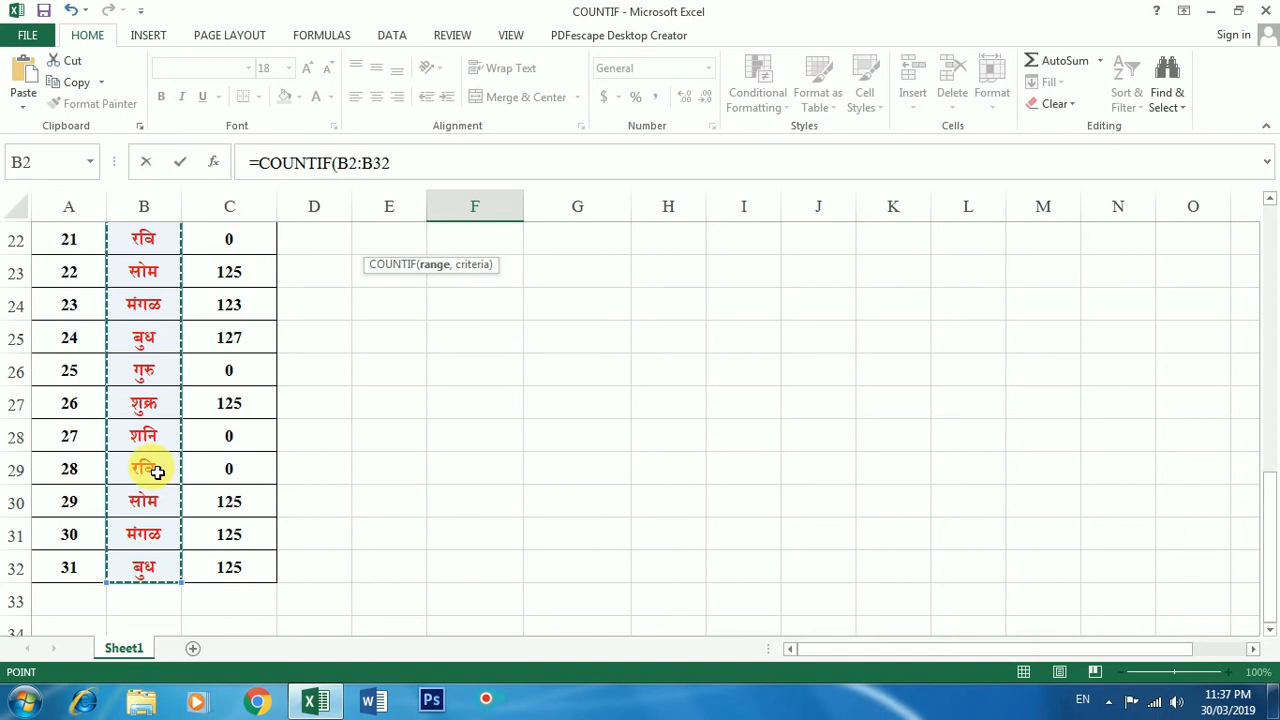 COUNTIF - Microsoft Excel
FILE HOME INSERT PAGE LAYOUT FORMULAS DATA REVIEW VIEW PDFescape Desktop Creator Sign in
Cut
Copy
Format Painter
Paste
18
Wrap Text
Merge & Center
General
Conditional Formatting
Format as Table
Cell Styles
Insert Delete Format
AutoSum
Fill
Clear
Sort & Filter
Find & Select
Clipboard Font Alignment Number Styles Cells Editing
B2 fx =COUNTIF(B2:B32
A B C D E F G H I J K L M N O
22 21 रवि 0
COUNTIF(range, criteria)
23 22 सोम 125
24 23 मंगळ 123
25 24 बुध 127
26 25 गुरु 0
27 26 शुक्र 125
28 27 शनि 0
29 28 रवि 0
30 29 सोम 125
31 30 मंगळ 125
32 31 बुध 125
33
34
Sheet1
POINT 100%
W Ps EN 11:37 PM
30/03/2019